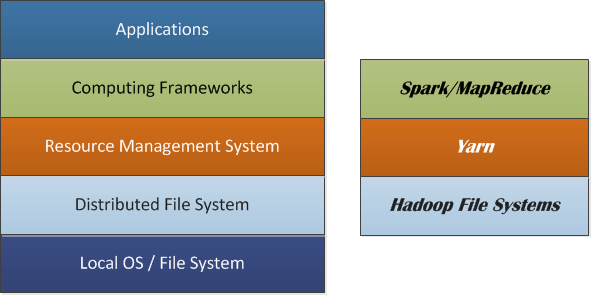 Applications
Computing Frameworks
Resource Management System
Distributed File System
Local OS / File System
Spark/MapReduce
Yarn
Hadoop File Systems